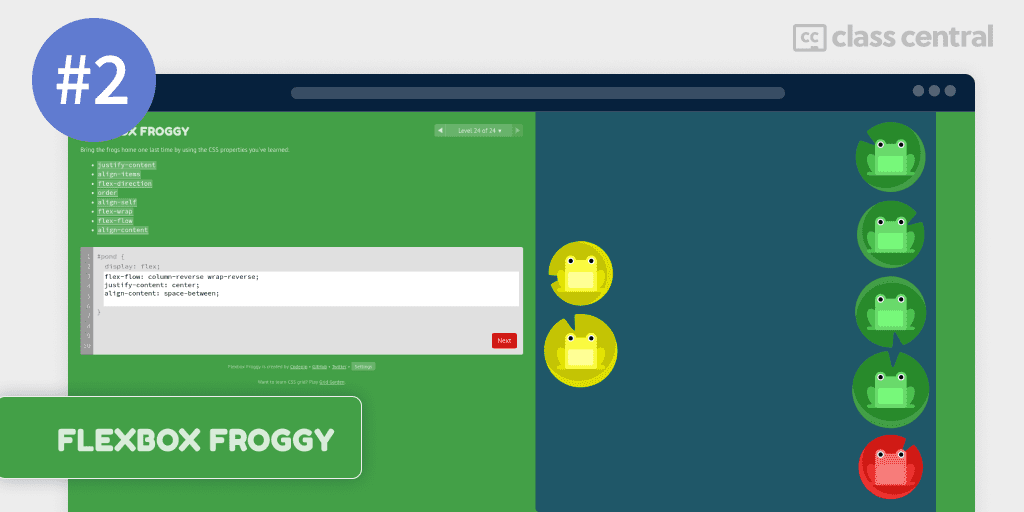 #2
class central
FLEXBOX FROGGY
Level 24 of 24
Bring the frogs home one last time by using the CSS properties you've learned:
justify-content
align-items
flex-direction
order
align-self
flex-wrap
flex-flow
align-content
1 #pond {
2 display: flex;
3 flex-flow: column-reverse wrap-reverse;
4 justify-content: center;
5 align-content: space-between;
6
7 }
8
9
10
Next
Flexbox Froggy is created by Codepip • GitHub • Twitter • Settings
Want to learn CSS grid? Play Grid Garden.
FLEXBOX FROGGY